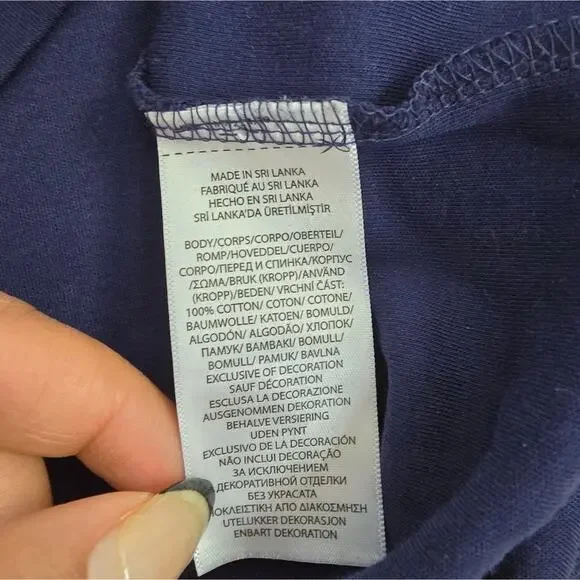 MADE IN SRI LANKA
FABRIQUÉ AU SRI LANKA
HECHO EN SRI LANKA
SRİ LANKA'DA ÜRETİLMİŞTİR
BODY/CORPS/CORPO/OBERTEIL/
ROMP/HOVEDDEL/CUERPO/
CORPO/ПЕРЕД И СПИНКА/КОРПУС
/ΣΩΜΑ/BRUK (KROPP)/ANVÄND
(KROPP)/BEDEN/ VRCHNÍ ČÁST:
100% COTTON/ COTON/ COTONE/
BAUMWOLLE/ KATOEN/ BOMULD/
ALGODÓN/ ALGODÃO/ ХЛОПОК/
ПАМУК/ ΒΑΜΒΑΚΙ/ BOMULL/
BOMULL/ PAMUK/ BAVLNA
EXCLUSIVE OF DECORATION
SAUF DÉCORATION
ESCLUSA LA DECORAZIONE
AUSGENOMMEN DEKORATION
BEHALVE VERSIERING
UDEN PYNT
EXCLUSIVO DE LA DECORACIÓN
NÃO INCLUI DECORAÇÃO
ЗА ИСКЛЮЧЕНИЕМ
ДЕКОРАТИВНОЙ ОТДЕЛКИ
БЕЗ УКРАСАТА
ΠΟΚΛΕΙΣΤΙΚΗ ΑΠΟ ΔΙΑΚΟΣΜΗΣΗ
UTELUKKER DEKORASJON
ENBART DEKORATION